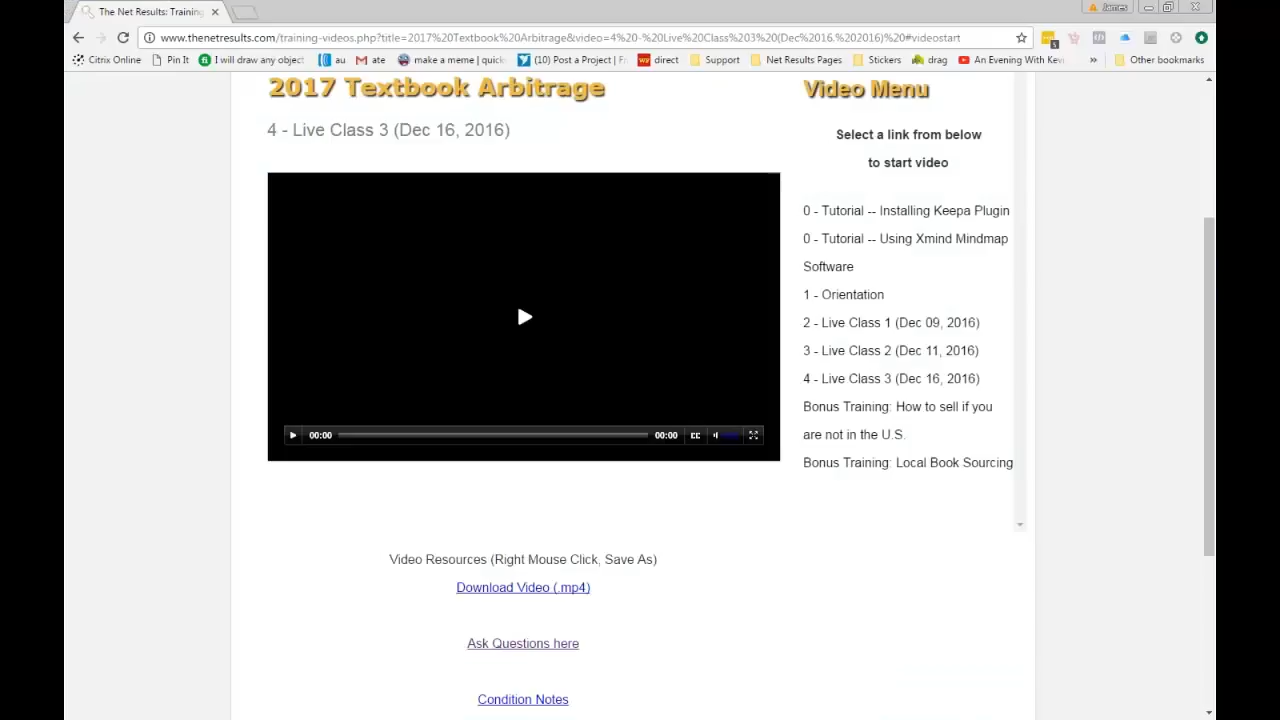 The Net Results: Training
James
www.thenetresults.com/training-videos.php?title=2017%20Textbook%20Arbitrage&video=4%20-%20Live%20Class%203%20(Dec%2016,%202016)%20#videostart
Citrix Online
Pin It
I will draw any object
au
ate
make a meme | quick
(10) Post a Project | Fr
direct
Support
Net Results Pages
Stickers
drag
An Evening With Kev
»
Other bookmarks
2017 Textbook Arbitrage
4 - Live Class 3 (Dec 16, 2016)
00:00
00:00
CC
Video Resources (Right Mouse Click, Save As)
Download Video (.mp4)
Ask Questions here
Condition Notes
Video Menu
Select a link from below
to start video
0 - Tutorial -- Installing Keepa Plugin
0 - Tutorial -- Using Xmind Mindmap
Software
1 - Orientation
2 - Live Class 1 (Dec 09, 2016)
3 - Live Class 2 (Dec 11, 2016)
4 - Live Class 3 (Dec 16, 2016)
Bonus Training: How to sell if you
are not in the U.S.
Bonus Training: Local Book Sourcing